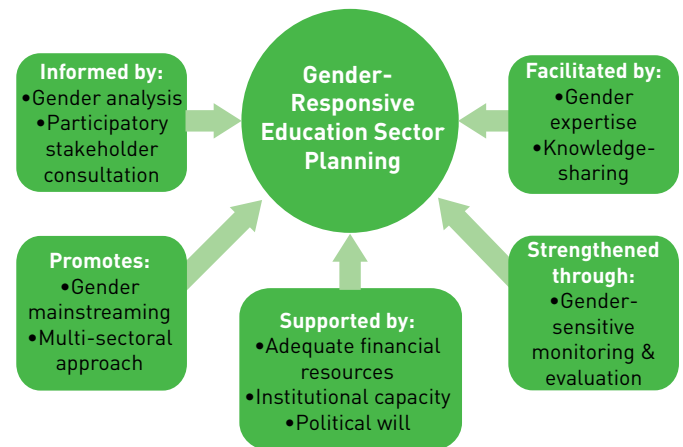 Gender-
Responsive
Education Sector
Planning
Informed by:
•Gender analysis
•Participatory
stakeholder
consultation
Facilitated by:
•Gender
expertise
•Knowledge-
sharing
Promotes:
•Gender
mainstreaming
•Multi-sectoral
approach
Supported by:
•Adequate financial
resources
•Institutional capacity
•Political will
Strengthened
through:
•Gender-
sensitive
monitoring &
evaluation